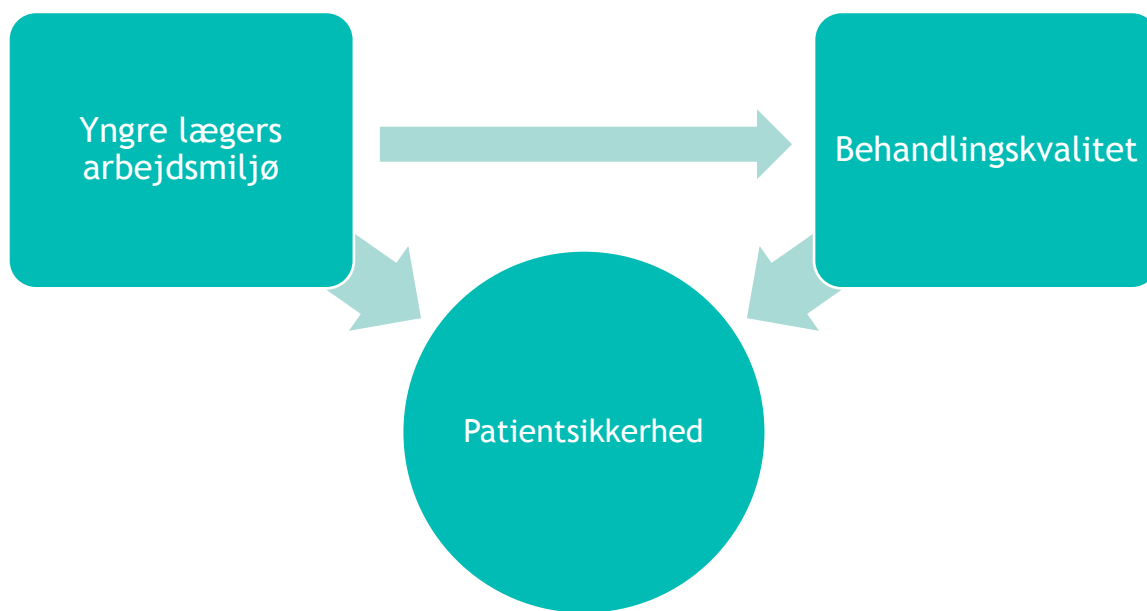 Yngre lægers
arbejdsmiljø
Behandlingskvalitet
Patientsikkerhed